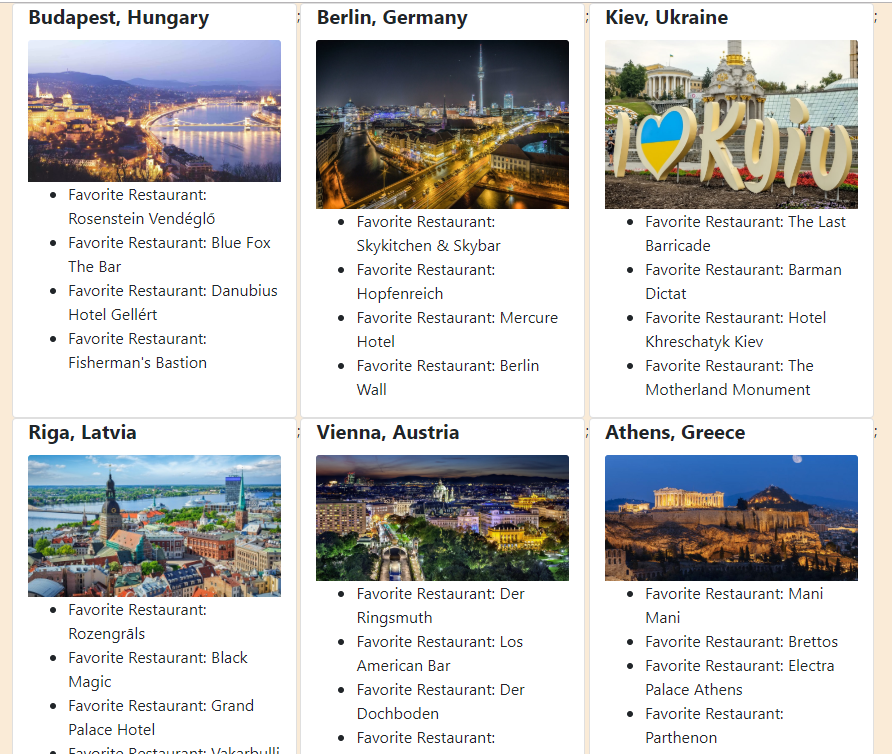 Budapest, Hungary
Favorite Restaurant:
Rosenstein Vendéglő
Favorite Restaurant: Blue Fox
The Bar
Favorite Restaurant: Danubius
Hotel Gellért
Favorite Restaurant:
Fisherman's Bastion
;
Berlin, Germany
Favorite Restaurant:
Skykitchen & Skybar
Favorite Restaurant:
Hopfenreich
Favorite Restaurant: Mercure
Hotel
Favorite Restaurant: Berlin
Wall
;
Kiev, Ukraine
I Kyiv
Favorite Restaurant: The Last
Barricade
Favorite Restaurant: Barman
Dictat
Favorite Restaurant: Hotel
Khreschatyk Kiev
Favorite Restaurant: The
Motherland Monument
;
Riga, Latvia
Favorite Restaurant:
Rozengrāls
Favorite Restaurant: Black
Magic
Favorite Restaurant: Grand
Palace Hotel
Favorite Restaurant: Vakarbulli
;
Vienna, Austria
Favorite Restaurant: Der
Ringsmuth
Favorite Restaurant: Los
American Bar
Favorite Restaurant: Der
Dochboden
Favorite Restaurant:
;
Athens, Greece
Favorite Restaurant: Mani
Mani
Favorite Restaurant: Brettos
Favorite Restaurant: Electra
Palace Athens
Favorite Restaurant:
Parthenon
;